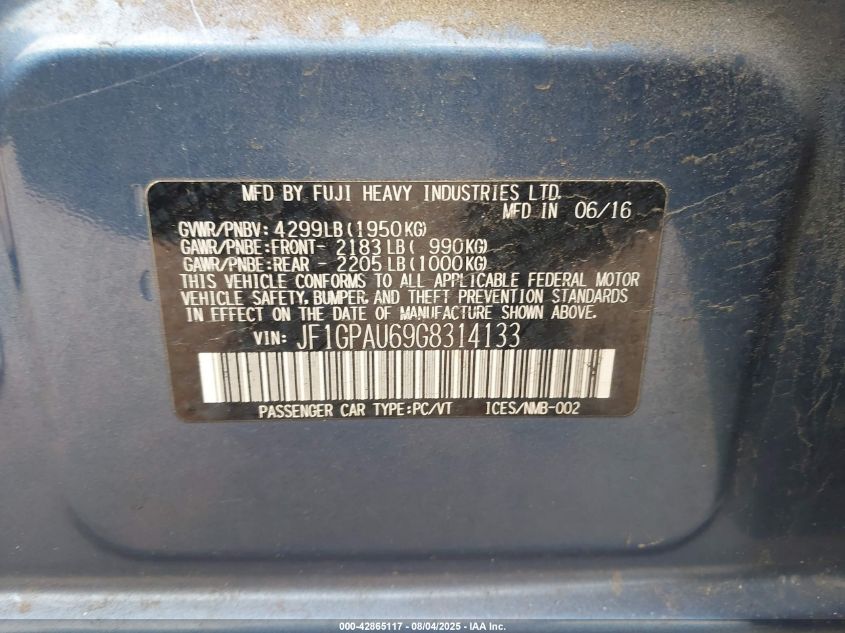 MFD BY FUJI HEAVY INDUSTRIES LTD.
MFD IN 06/16
GVWR/PNBV: 4299LB(1950KG)
GAWR/PNBE:FRONT- 2183LB( 990KG)
GAWR/PNBE:REAR - 2205LB(1000KG)
THIS VEHICLE CONFORMS TO ALL APPLICABLE FEDERAL MOTOR
VEHICLE SAFETY, BUMPER, AND THEFT PREVENTION STANDARDS
IN EFFECT ON THE DATE OF MANUFACTURE SHOWN ABOVE.
VIN: JF1GPAU69G8314133
PASSENGER CAR TYPE:PC/VT ICES/NMB-002
000-42865117 - 08/04/2025 - IAA Inc.